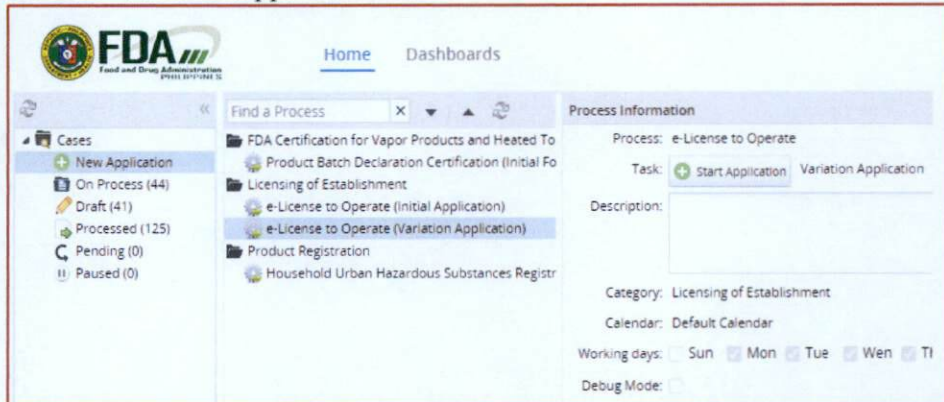 FDA
Food and Drug Administration
PHILIPPINES
Home Dashboards
Cases
New Application
On Process (44)
Draft (41)
Processed (125)
Pending (0)
Paused (0)
Find a Process
FDA Certification for Vapor Products and Heated To
Product Batch Declaration Certification (Initial Fo
Licensing of Establishment
e-License to Operate (Initial Application)
e-License to Operate (Variation Application)
Product Registration
Household Urban Hazardous Substances Registr
Process Information
Process: e-License to Operate
Task: Start Application Variation Application
Description:
Category: Licensing of Establishment
Calendar: Default Calendar
Working days: Sun Mon Tue Wen Th
Debug Mode: